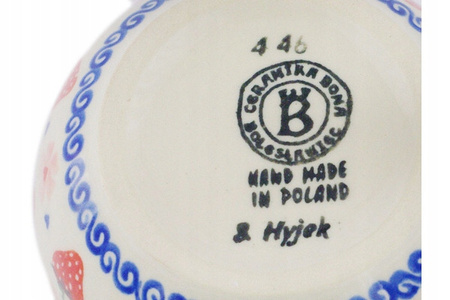 446
CERAMIKA BONA
B
BOLESŁAWIEC
HAND MADE
IN POLAND
B Hyjek